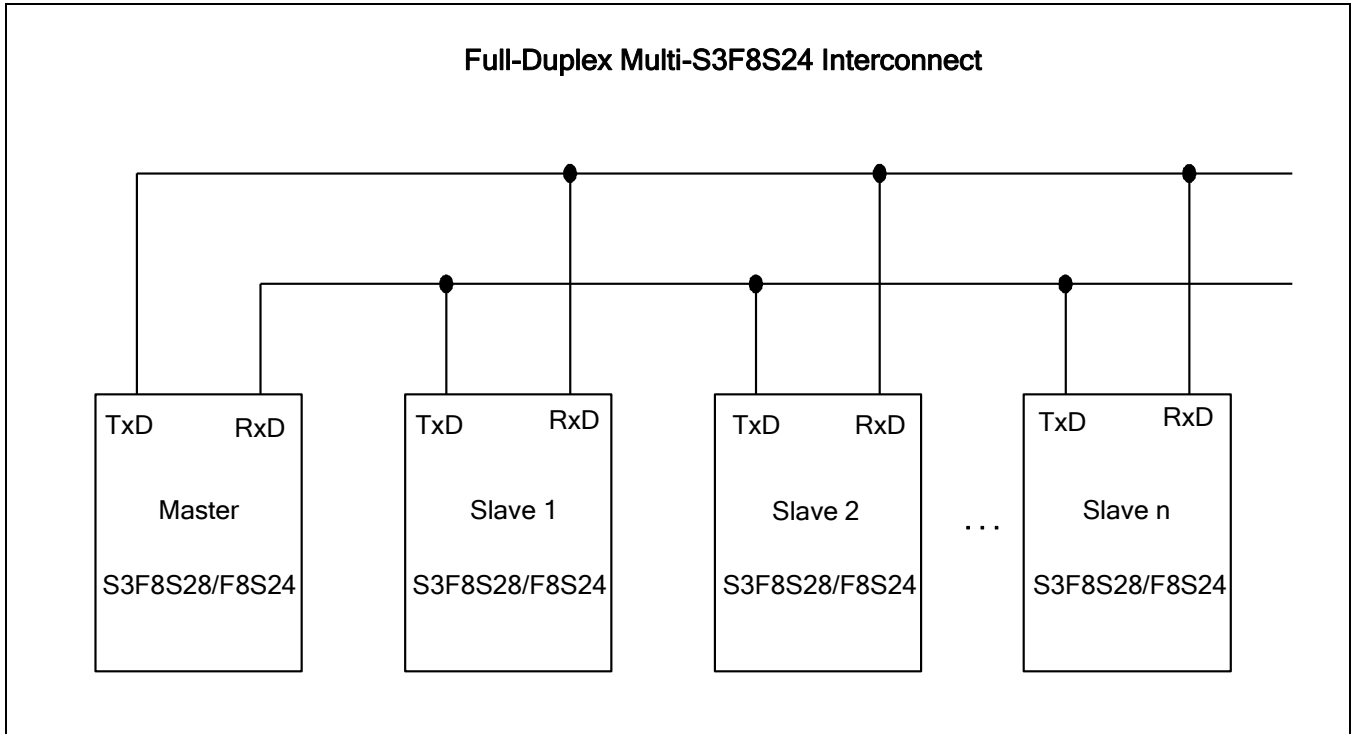 Full-Duplex Multi-S3F8S24 Interconnect
TxD RxD
Master
S3F8S28/F8S24
TxD RxD
Slave 1
S3F8S28/F8S24
TxD RxD
Slave 2
S3F8S28/F8S24
. . .
TxD RxD
Slave n
S3F8S28/F8S24